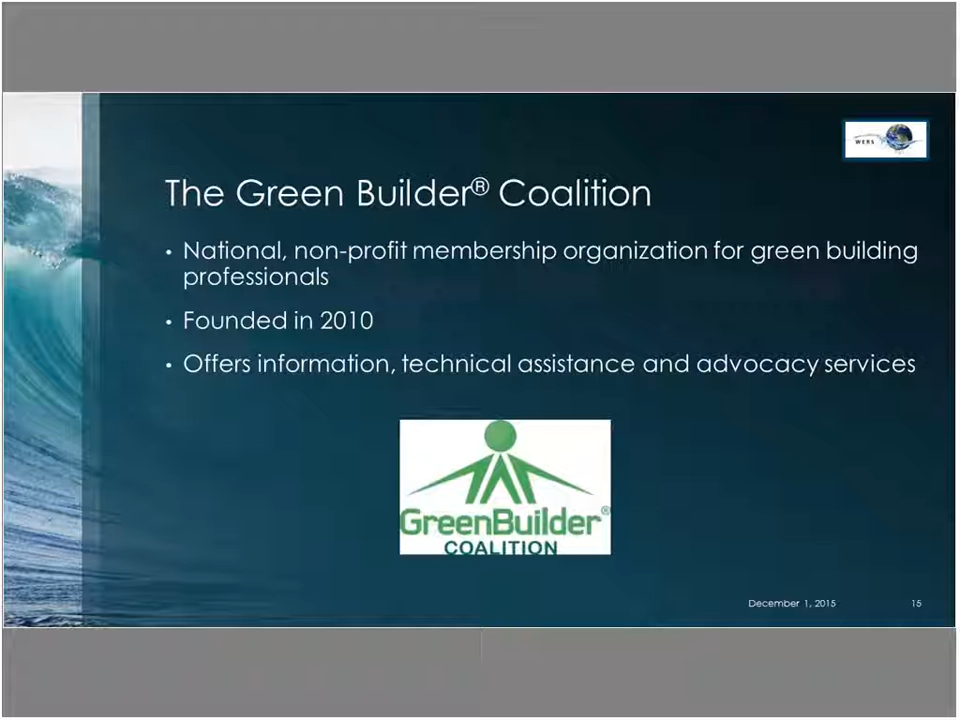 WERS
The Green Builder® Coalition
• National, non-profit membership organization for green building
professionals
• Founded in 2010
• Offers information, technical assistance and advocacy services
GreenBuilder®
COALITION
December 1, 2015 15